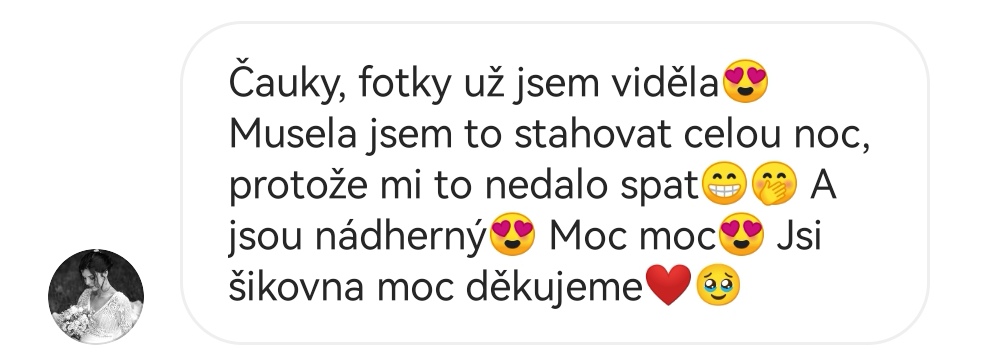 Čauky, fotky už jsem viděla😍
Musela jsem to stahovat celou noc,
protože mi to nedalo spat😁🤭 A
jsou nádherný😍 Moc moc😍 Jsi
šikovna moc děkujeme❤️🥹